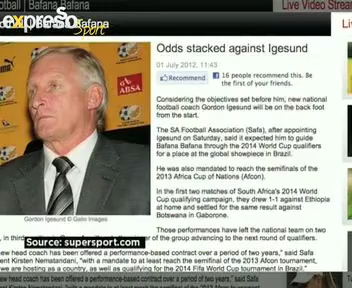 ootball | Bafana Bafana
Live Video Stream
expresso
Sport
Odds stacked against Igesund
01 July 2012, 11:43
Recommend
16 people recommend this. Be
the first of your friends.
Considering the objectives set before him, new national
football coach Gordon Igesund will be on the back foot
from the start.
The SA Football Association (Safa), after appointing
Igesund on Saturday, said it expected him to guide
Bafana Bafana through the 2014 World Cup qualifiers
for a place at the global showpiece in Brazil.
He was also mandated to reach the semifinals of the
2013 Africa Cup of Nations (Afcon).
In the first two matches of South Africa's 2014 World
Cup qualifying campaign, they drew 1-1 against Ethiopia
at home and settled for the same result against
Botswana in Gaborone.
Those performances have left the national team on two
Gordon Igesund © Gallo Images
Source: supersport.com
of the group advancing to the next round of qualifiers.
new head coach has been offered a performance-based contract over a period of two years," said Safa
ent Kirsten Nematandani, "with a mandate to reach at least the semifinal of the 2013 Afcon tournament,
we are hosting as a country, as well as qualifying for the 2014 Fifa World Cup tournament in Brazil."